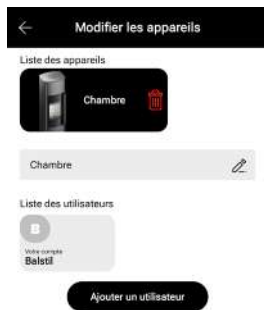 Modifier les appareils
Liste des appareils
Chambre
Chambre
Liste des utilisateurs
B
Votre compte
Balstil
Ajouter un utilisateur